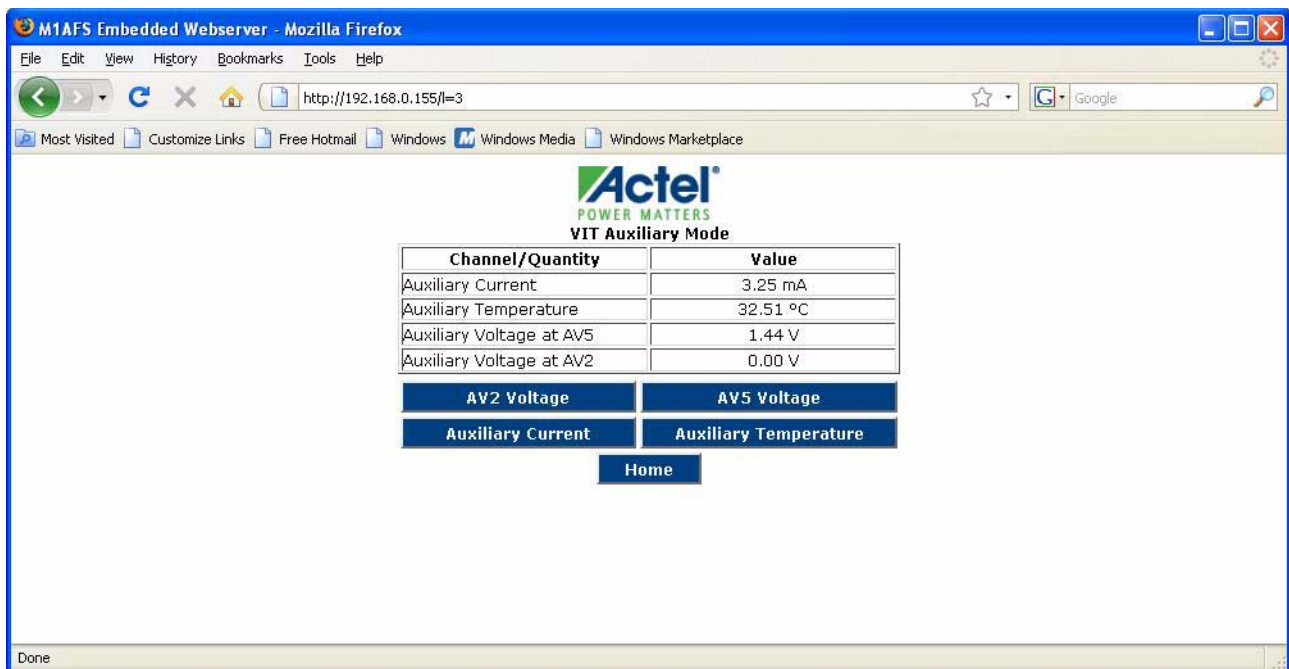 M1AFS Embedded Webserver - Mozilla Firefox
File Edit View History Bookmarks Tools Help
http://192.168.0.155/l=3
G Google
Most Visited Customize Links Free Hotmail Windows Windows Media Windows Marketplace
Actel®
POWER MATTERS
VIT Auxiliary Mode
Channel/Quantity Value
Auxiliary Current 3.25 mA
Auxiliary Temperature 32.51 ºC
Auxiliary Voltage at AV5 1.44 V
Auxiliary Voltage at AV2 0.00 V
AV2 Voltage AV5 Voltage
Auxiliary Current Auxiliary Temperature
Home
Done